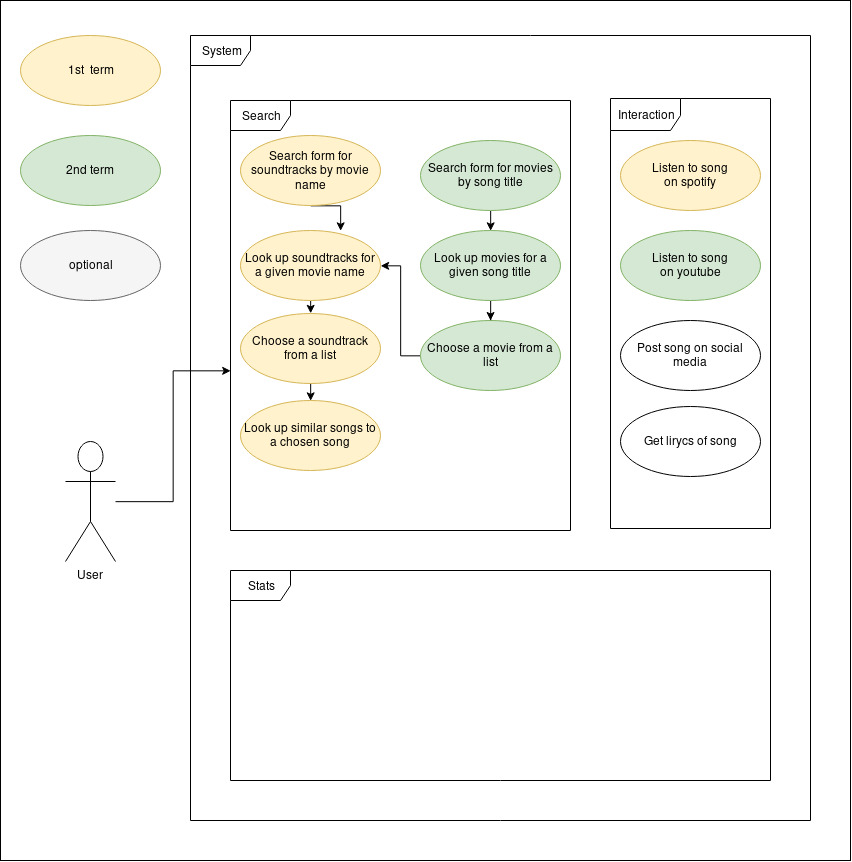 1st  term
2nd term
optional
User
System
Search
Search form for
soundtracks by movie
name
Look up soundtracks for
a given movie name
Choose a soundtrack
from a list
Look up similar songs to
a chosen song
Search form for movies
by song title
Look up movies for a
given song title
Choose a movie from a
list
Interaction
Listen to song
on spotify
Listen to song
on youtube
Post song on social
media
Get lirycs of song
Stats